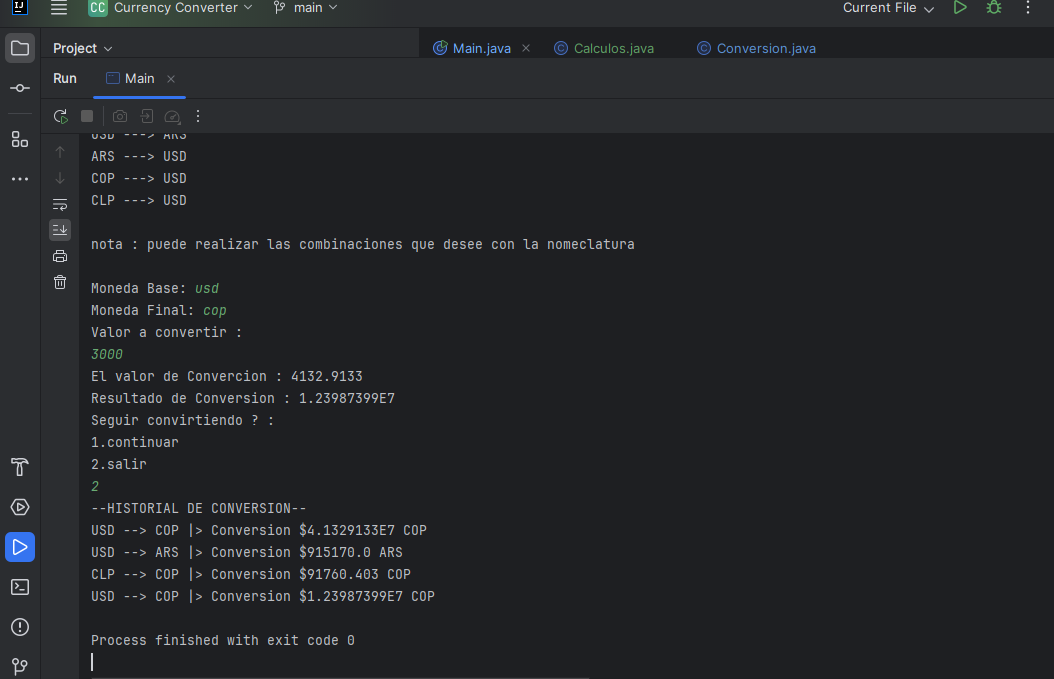 IJ
CC Currency Converter main Current File
Project Main.java Calculos.java Conversion.java
Run Main
USD ---> ARS
ARS ---> USD
COP ---> USD
CLP ---> USD
nota : puede realizar las combinaciones que desee con la nomeclatura
Moneda Base: usd
Moneda Final: cop
Valor a convertir :
3000
El valor de Convercion : 4132.9133
Resultado de Conversion : 1.23987399E7
Seguir convirtiendo ? :
1.continuar
2.salir
2
--HISTORIAL DE CONVERSION--
USD --> COP |> Conversion $4.1329133E7 COP
USD --> ARS |> Conversion $915170.0 ARS
CLP --> COP |> Conversion $91760.403 COP
USD --> COP |> Conversion $1.23987399E7 COP
Process finished with exit code 0